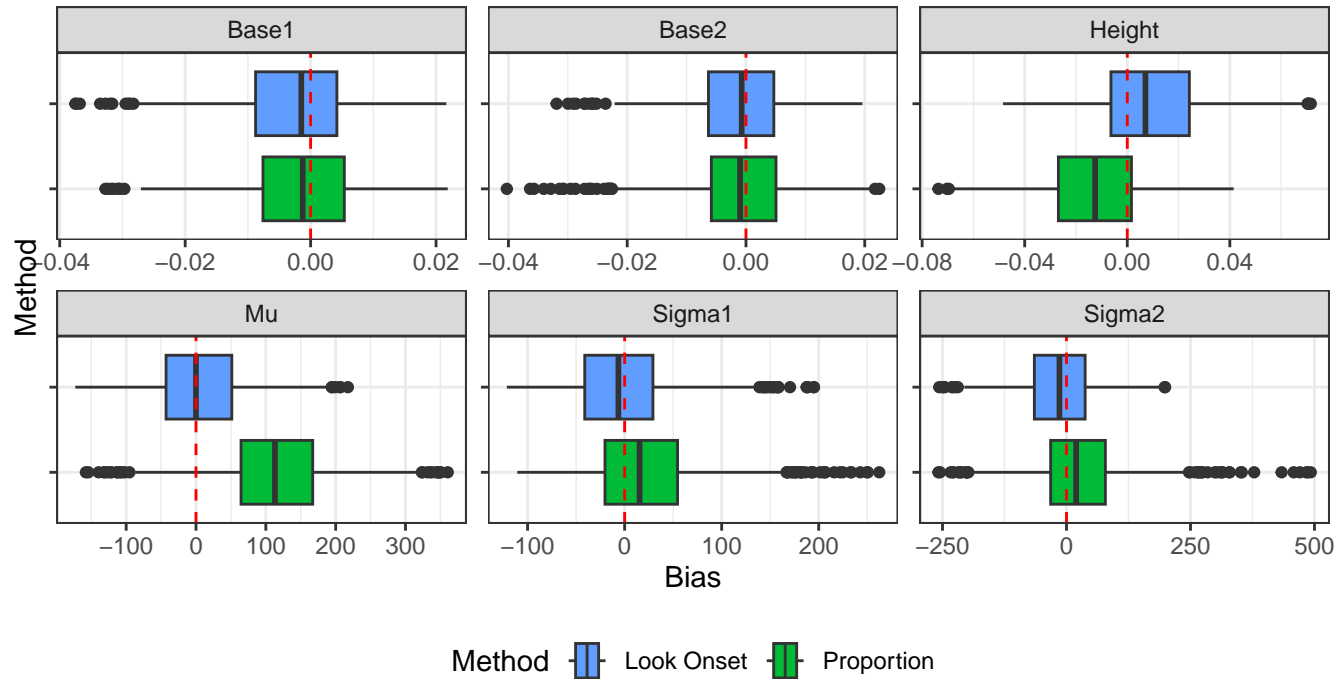 Base1 Base2 Height
−0.04 −0.02 0.00 0.02 −0.04 −0.02 0.00 0.02 −0.08 −0.04 0.00 0.04
Method
Mu Sigma1 Sigma2
−100 0 100 200 300 −100 0 100 200 −250 0 250 500
Bias
Method Look Onset Proportion